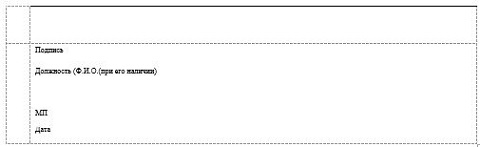 Подпись
Должность (Ф.И.О.(при его наличии)
МП
Дата